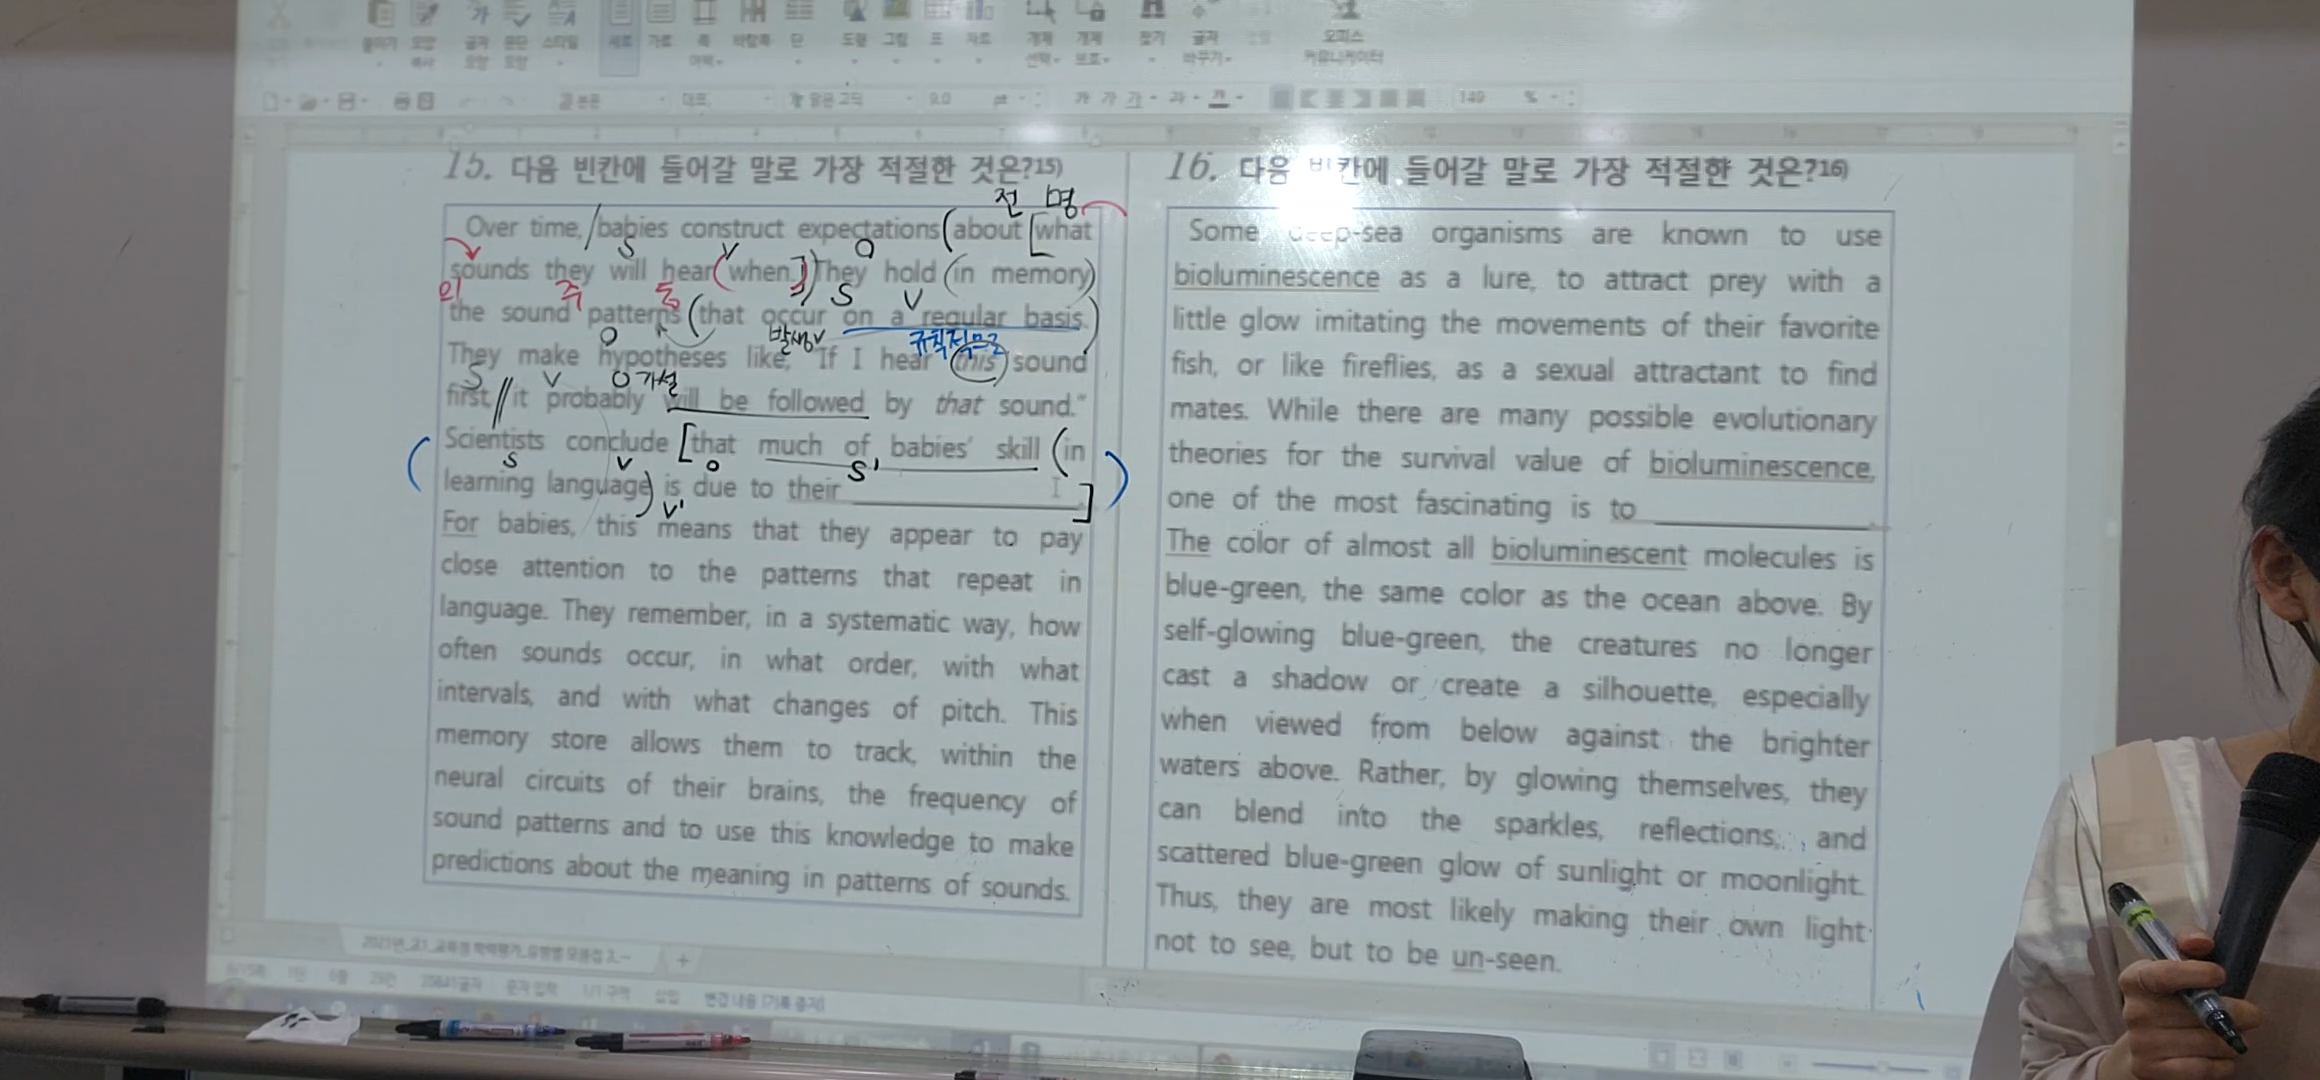 오피스
커뮤니케이터
149
%
15. 다음 빈칸에 들어갈 말로 가장 적절한 것은?15)
전 명
Over time, babies construct expectations about what
S V O
sounds they will hear when. They hold in memory
의 주 동 S V
the sound patterns that occur on a regular basis.
O 발생 V 규칙적으로
They make hypotheses like, "If I hear this sound
S V O 가설
first, it probably will be followed by that sound."
Scientists conclude that much of babies' skill in
S V O S'
learning language is due to their
V'
For babies, this means that they appear to pay
close attention to the patterns that repeat in
language. They remember, in a systematic way, how
often sounds occur, in what order, with what
intervals, and with what changes of pitch. This
memory store allows them to track, within the
neural circuits of their brains, the frequency of
sound patterns and to use this knowledge to make
predictions about the meaning in patterns of sounds.
16. 다음 빈칸에 들어갈 말로 가장 적절한 것은?16)
Some deep-sea organisms are known to use
bioluminescence as a lure, to attract prey with a
little glow imitating the movements of their favorite
fish, or like fireflies, as a sexual attractant to find
mates. While there are many possible evolutionary
theories for the survival value of bioluminescence,
one of the most fascinating is to
The color of almost all bioluminescent molecules is
blue-green, the same color as the ocean above. By
self-glowing blue-green, the creatures no longer
cast a shadow or create a silhouette, especially
when viewed from below against the brighter
waters above. Rather, by glowing themselves, they
can blend into the sparkles, reflections, and
scattered blue-green glow of sunlight or moonlight.
Thus, they are most likely making their own light
not to see, but to be un-seen.